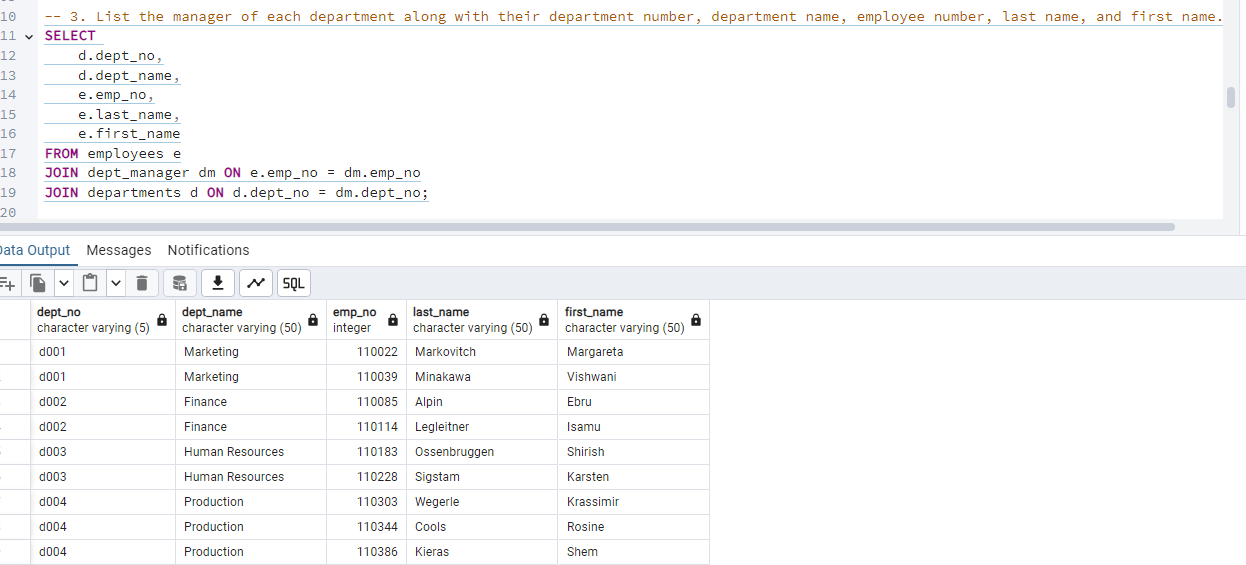 10 -- 3. List the manager of each department along with their department number, department name, employee number, last name, and first name.
11 SELECT
12 d.dept_no,
13 d.dept_name,
14 e.emp_no,
15 e.last_name,
16 e.first_name
17 FROM employees e
18 JOIN dept_manager dm ON e.emp_no = dm.emp_no
19 JOIN departments d ON d.dept_no = dm.dept_no;
20
Data Output Messages Notifications
SQL
dept_no dept_name emp_no last_name first_name
character varying (5) character varying (50) integer character varying (50) character varying (50)
d001 Marketing 110022 Markovitch Margareta
d001 Marketing 110039 Minakawa Vishwani
d002 Finance 110085 Alpin Ebru
d002 Finance 110114 Legleitner Isamu
d003 Human Resources 110183 Ossenbruggen Shirish
d003 Human Resources 110228 Sigstam Karsten
d004 Production 110303 Wegerle Krassimir
d004 Production 110344 Cools Rosine
d004 Production 110386 Kieras Shem